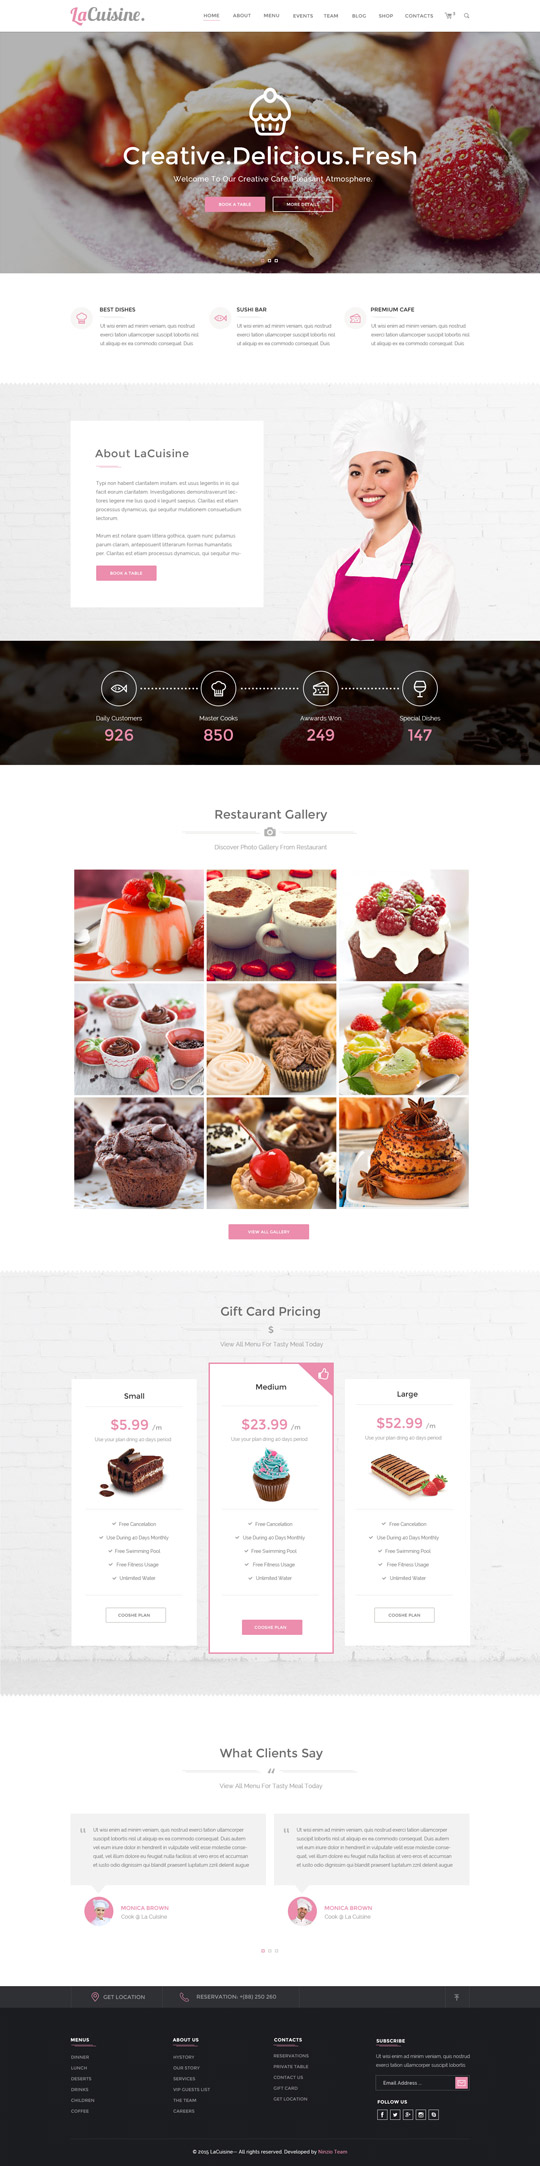 LaCuisine.
HOME ABOUT MENU EVENTS TEAM BLOG SHOP CONTACTS
Creative.Delicious.Fresh
Welcome To Our Creative Cafe, Pleasant Atmosphere.
BOOK A TABLE
MORE DETAILS
BEST DISHES
Ut wisi enim ad minim veniam, quis nostrud
exerci tation ullamcorper suscipit lobortis nisl
ut aliquip ex ea commodo consequat. Duis
SUSHI BAR
Ut wisi enim ad minim veniam, quis nostrud
exerci tation ullamcorper suscipit lobortis nisl
ut aliquip ex ea commodo consequat. Duis
PREMIUM CAFE
Ut wisi enim ad minim veniam, quis nostrud
exerci tation ullamcorper suscipit lobortis nisl
ut aliquip ex ea commodo consequat. Duis
About LaCuisine
Typi non habent claritatem insitam; est usus legentis in iis qui
facit eorum claritatem. Investigationes demonstraverunt lec-
tores legere me lius quod ii legunt saepius. Claritas est etiam
processus dynamicus, qui sequitur mutationem consuetudium
lectorum.
Mirum est notare quam littera gothica, quam nunc putamus
parum claram, anteposuerit litterarum formas humanitatis
per. Claritas est etiam processus dynamicus, qui sequitur mu-
BOOK A TABLE
Daily Customers
926
Master Cooks
850
Awwards Won
249
Special Dishes
147
Restaurant Gallery
Discover Photo Gallery From Restaurant
VIEW ALL GALLERY
Gift Card Pricing
$
View All Menu For Tasty Meal Today
Small
$5.99 /m
Use your plan dring 40 days period
Free Cancelation
Use During 40 Days Monthly
Free Swimming Pool
Free Fitness Usage
Unlimited Water
COOSHE PLAN
Medium
$23.99 /m
Use your plan dring 40 days period
Free Cancelation
Use During 40 Days Monthly
Free Swimming Pool
Free Fitness Usage
Unlimited Water
COOSHE PLAN
Large
$52.99 /m
Use your plan dring 40 days period
Free Cancelation
Use During 40 Days Monthly
Free Swimming Pool
Free Fitness Usage
Unlimited Water
COOSHE PLAN
What Clients Say
View All Menu For Tasty Meal Today
Ut wisi enim ad minim veniam, quis nostrud exerci tation ullamcorper
suscipit lobortis nisl ut aliquip ex ea commodo consequat. Duis autem
vel eum iriure dolor in hendrerit in vulputate velit esse molestie conse-
quat, vel illum dolore eu feugiat nulla facilisis at vero eros et accumsan
et iusto odio dignissim qui blandit praesent luptatum zzril delenit augue
MONICA BROWN
Cook @ La Cuisine
Ut wisi enim ad minim veniam, quis nostrud exerci tation ullamcorper
suscipit lobortis nisl ut aliquip ex ea commodo consequat. Duis autem
vel eum iriure dolor in hendrerit in vulputate velit esse molestie conse-
quat, vel illum dolore eu feugiat nulla facilisis at vero eros et accumsan
et iusto odio dignissim qui blandit praesent luptatum zzril delenit augue
MONICA BROWN
Cook @ La Cuisine
GET LOCATION
RESERVATION: +(88) 250 260
MENUS
DINNER
LUNCH
DESERTS
DRINKS
CHILDREN
COFFEE
ABOUT US
HYSTORY
OUR STORY
SERVICES
VIP GUESTS LIST
THE TEAM
CAREERS
CONTACTS
RESERVATIONS
PRIVATE TABLE
CONTACT US
GIFT CARD
GET LOCATION
SUBSCRIBE
Ut wisi enim ad minim veniam, quis nostrud
exerci tation ullamcorper suscipit lobortis
Email Address ...
FOLLOW US
© 2015 LaCuisine— All rights reserved. Developed by Ninzio Team